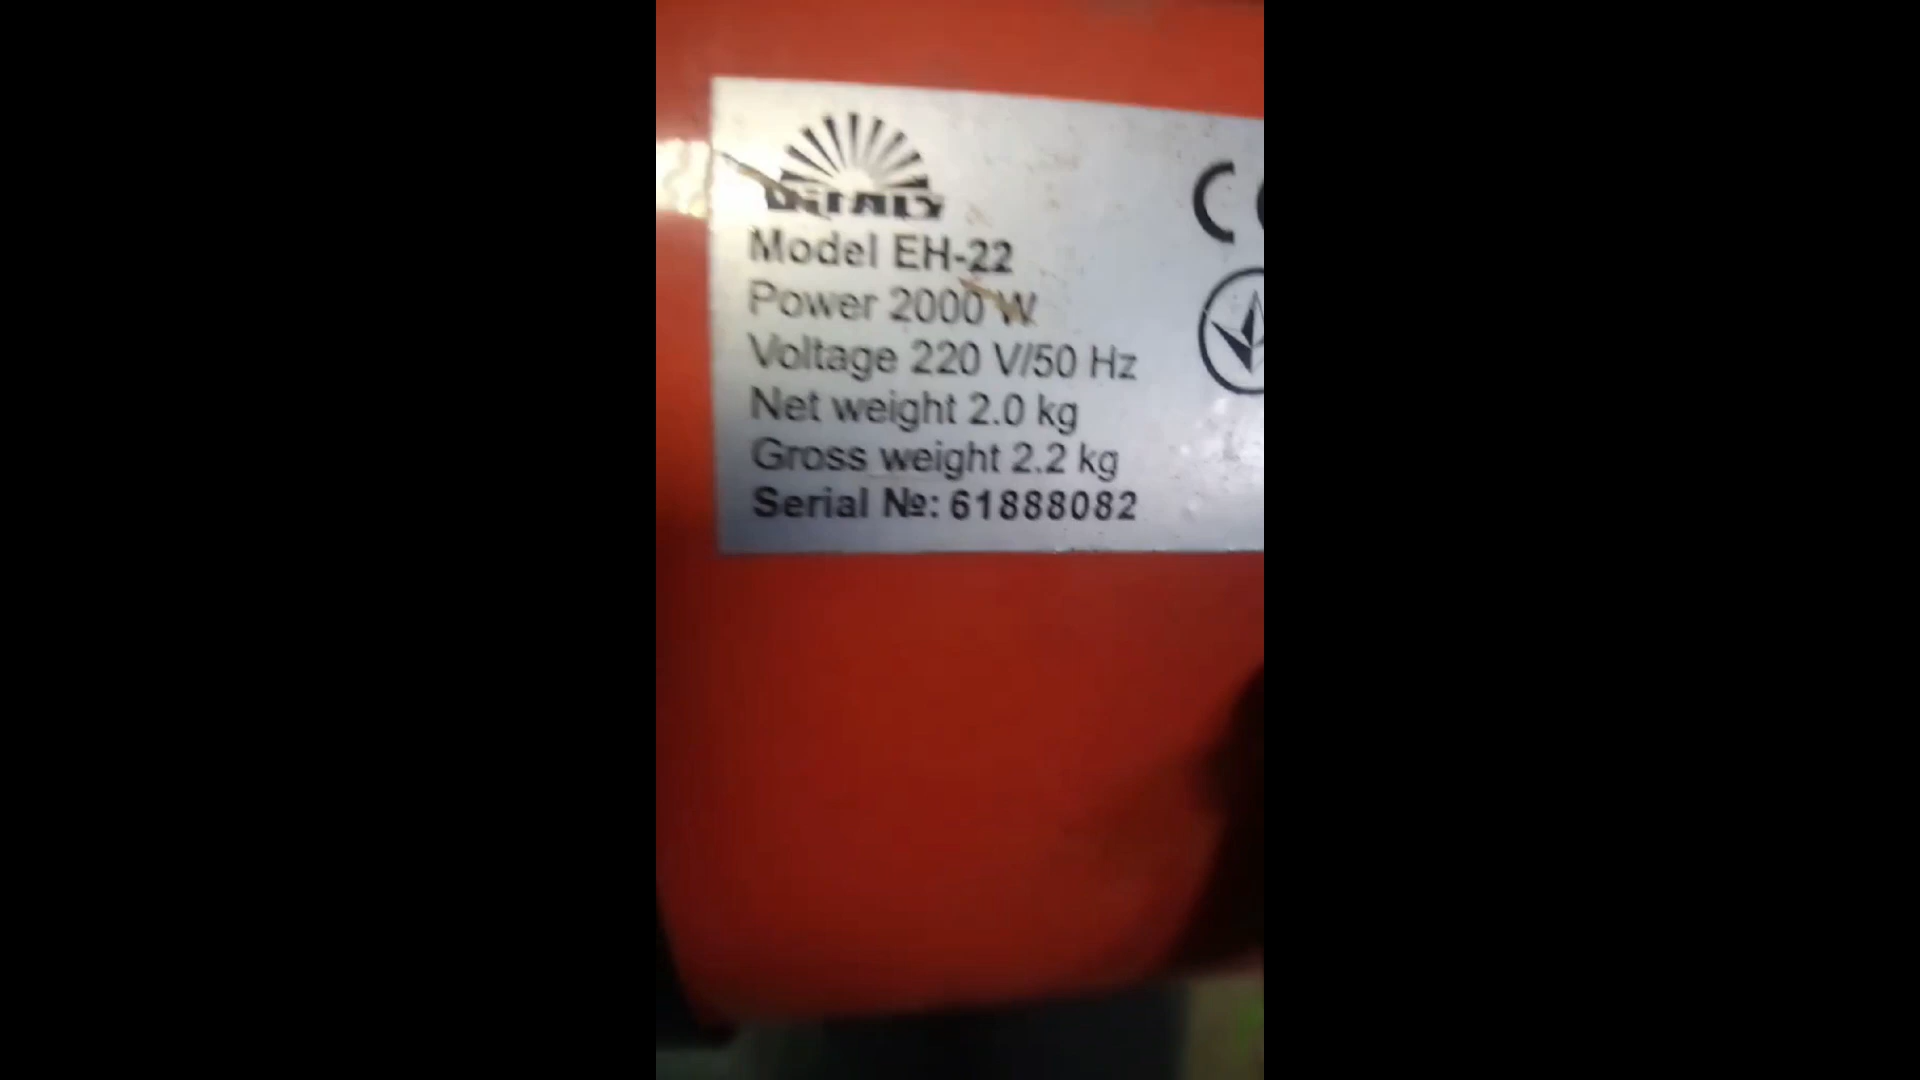 Model EH-22
Power 2000 W
Voltage 220 V/50 Hz
Net weight 2.0 kg
Gross weight 2.2 kg
Serial №: 61888082